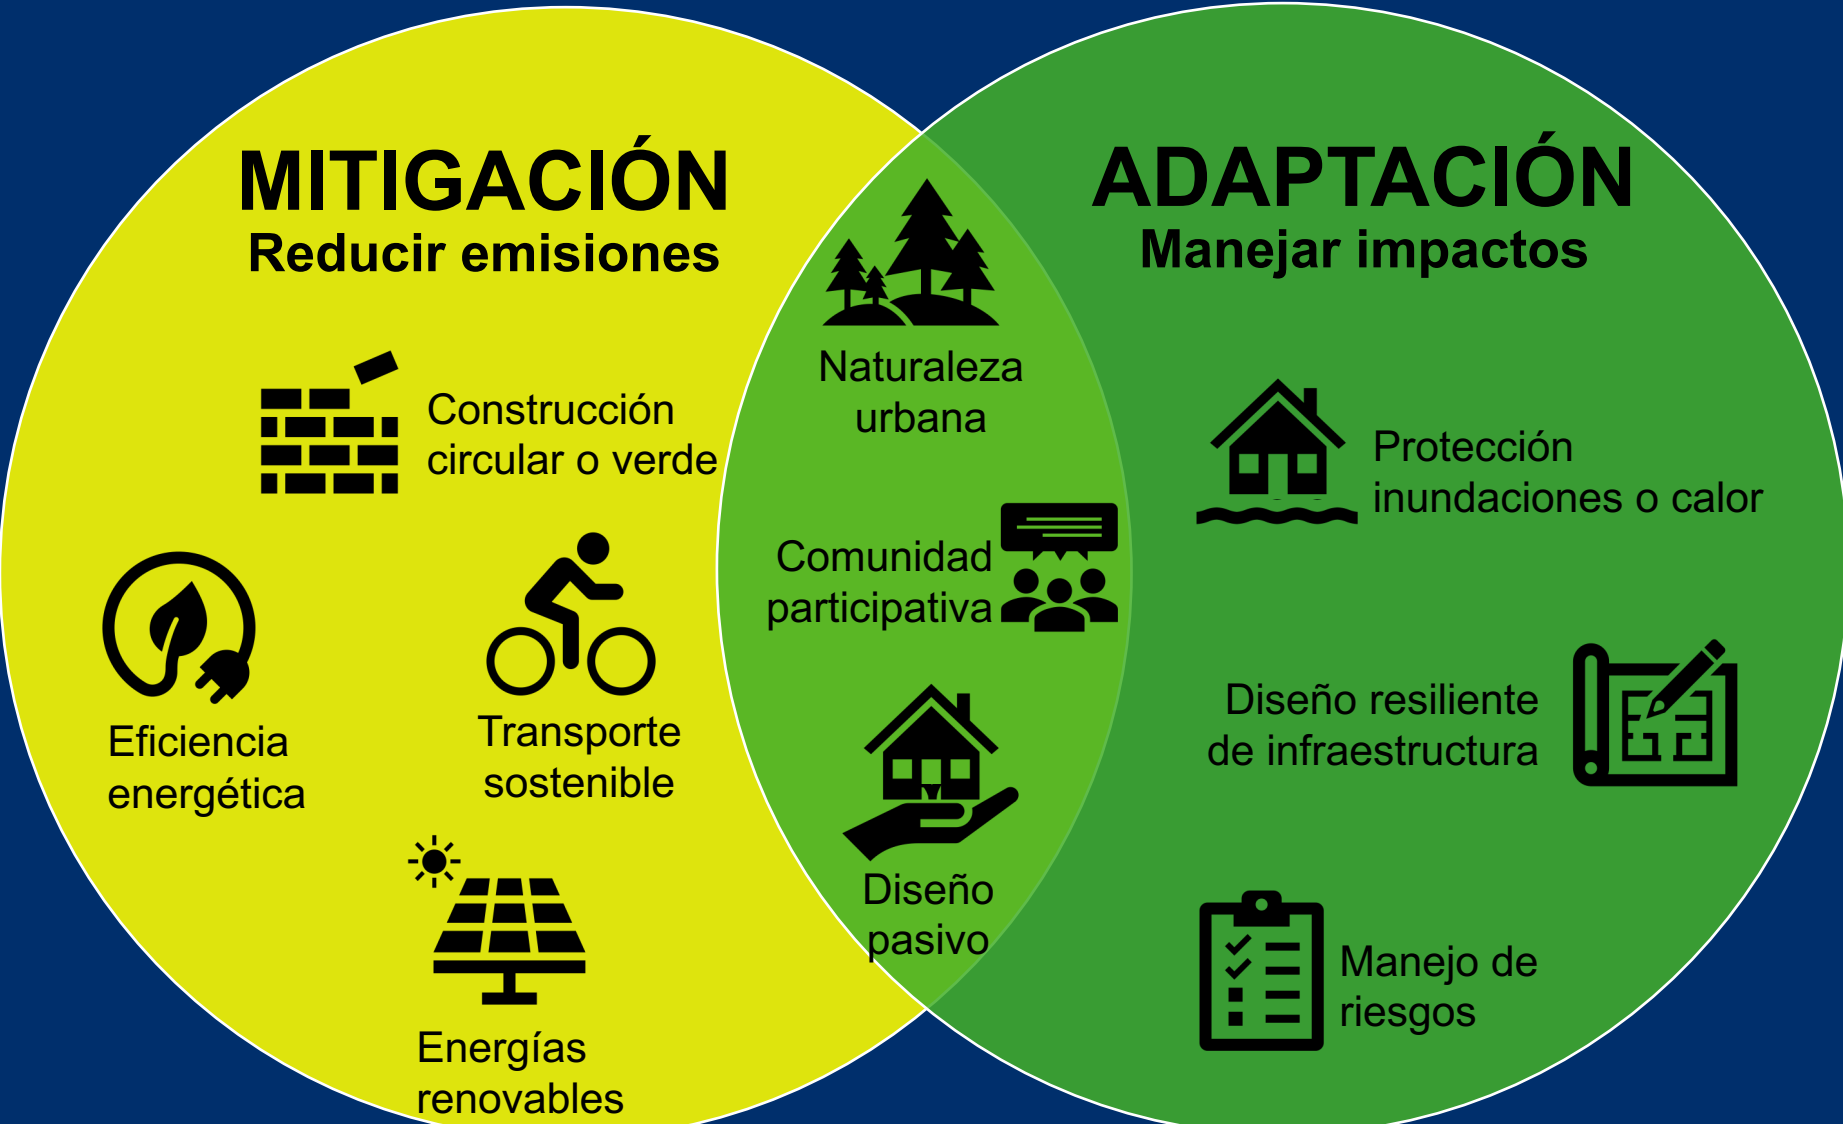 MITIGACIÓN
Reducir emisiones
Construcción
circular o verde
Eficiencia
energética
Transporte
sostenible
Energías
renovables
Naturaleza
urbana
Comunidad
participativa
Diseño
pasivo
ADAPTACIÓN
Manejar impactos
Protección
inundaciones o calor
Diseño resiliente
de infraestructura
Manejo de
riesgos